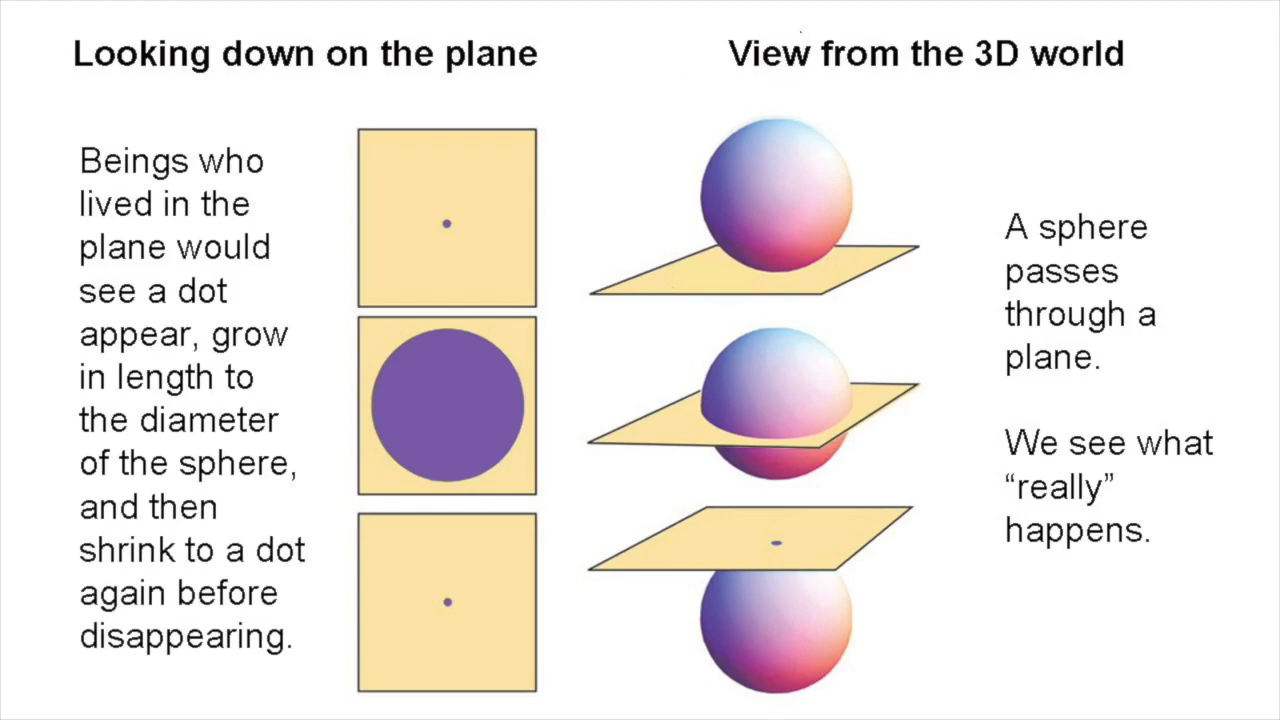 Looking down on the plane
View from the 3D world
Beings who
lived in the
plane would
see a dot
appear, grow
in length to
the diameter
of the sphere,
and then
shrink to a dot
again before
disappearing.
A sphere
passes
through a
plane.
We see what
“really”
happens.